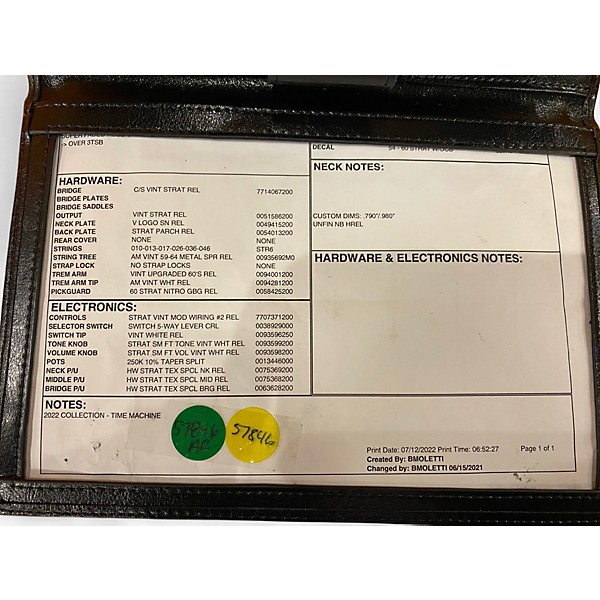 -> OVER 3TSB
DECAL 54 - 60 STRAT W/OCB
HARDWARE:
BRIDGE C/S VINT STRAT REL 7714067200
BRIDGE PLATES
BRIDGE SADDLES
OUTPUT VINT STRAT REL 0051586200
NECK PLATE V LOGO SN REL 0049415200
BACK PLATE STRAT PARCH REL 0054013200
REAR COVER NONE NONE
STRINGS 010-013-017-026-036-046 STR6
STRING TREE AM VINT 59-64 METAL SPR REL 00935692M0
STRAP LOCK NO STRAP LOCKS NONE
TREM ARM VINT UPGRADED 60'S REL 0094001200
TREM ARM TIP AM VINT WHT REL 0094281200
PICKGUARD 60 STRAT NITRO GBG REL 0058425200
ELECTRONICS:
CONTROLS STRAT VINT MOD WIRING #2 REL 7707371200
SELECTOR SWITCH SWITCH 5-WAY LEVER CRL 0038929000
SWITCH TIP VINT WHITE REL 0093596250
TONE KNOB STRAT SM FT TONE VINT WHT REL 0093599200
VOLUME KNOB STRAT SM FT VOL VINT WHT REL 0093598200
POTS 250K 10% TAPER SPLIT 0013446000
NECK P/U HW STRAT TEX SPCL NK REL 0075369200
MIDDLE P/U HW STRAT TEX SPCL MID REL 0075368200
BRIDGE P/U HW STRAT TEX SPCL BRG REL 0063628200
NECK NOTES:
CUSTOM DIMS: .790"/.980"
UNFIN NB HREL
HARDWARE & ELECTRONICS NOTES:
NOTES:
2022 COLLECTION - TIME MACHINE
57846
AC
57846
Print Date: 07/12/2022 Print Time: 06:52:27 Page 1 of 1
Created By: BMOLETTI
Changed by: BMOLETTI 06/15/2021